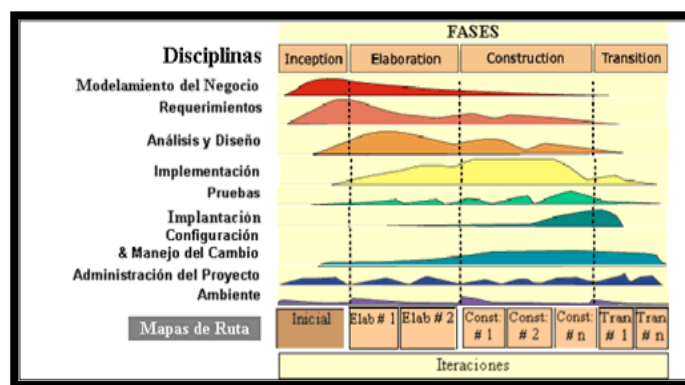 FASES
Disciplinas
Inception Elaboration Construction Transition
Modelamiento del Negocio
Requerimientos
Análisis y Diseño
Implementación
Pruebas
Implantación
Configuración
& Manejo del Cambio
Administración del Proyecto
Ambiente
Mapas de Ruta
Inicial
Elab # 1
Elab # 2
Const:
# 1
Const:
# 2
Const:
# n
Tran
# 1
Tran
# n
Iteraciones